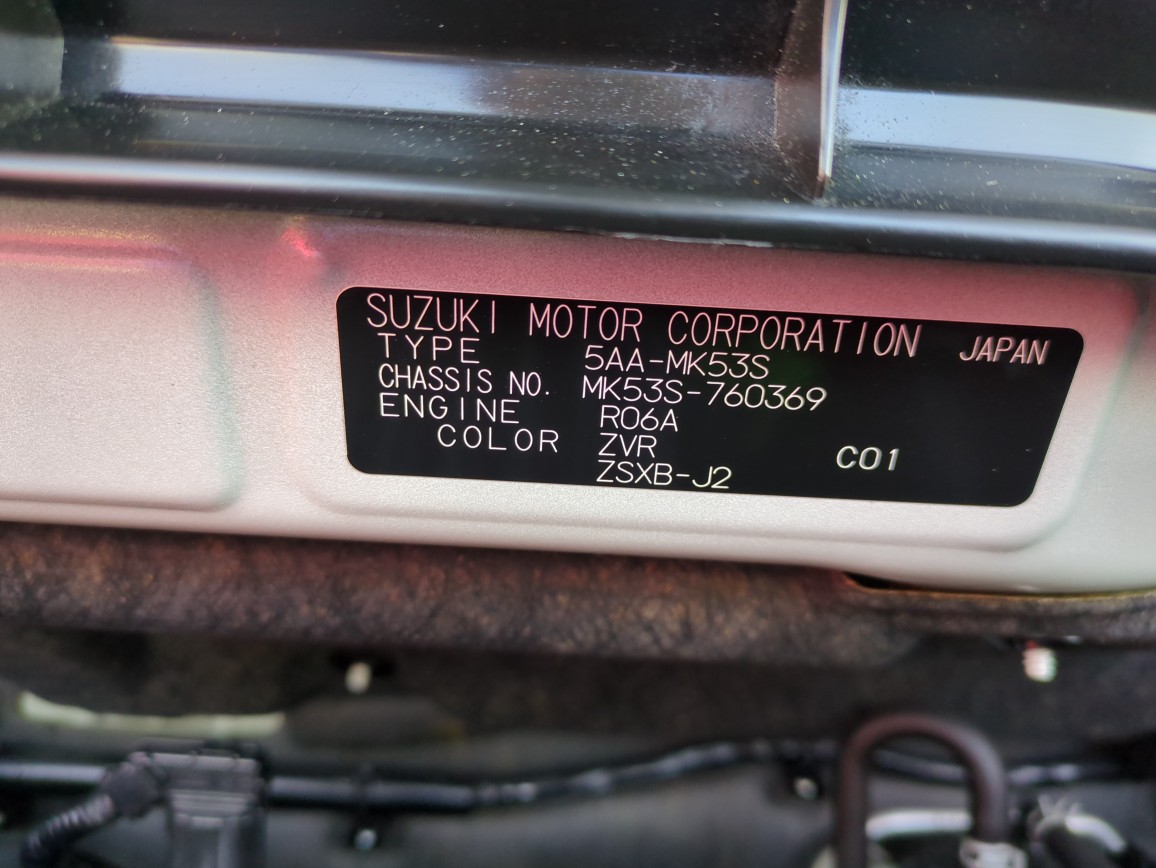 SUZUKI MOTOR CORPORATION JAPAN
TYPE 5AA-MK53S
CHASSIS NO. MK53S-760369
ENGINE R06A
COLOR ZVR C01
ZSXB-J2